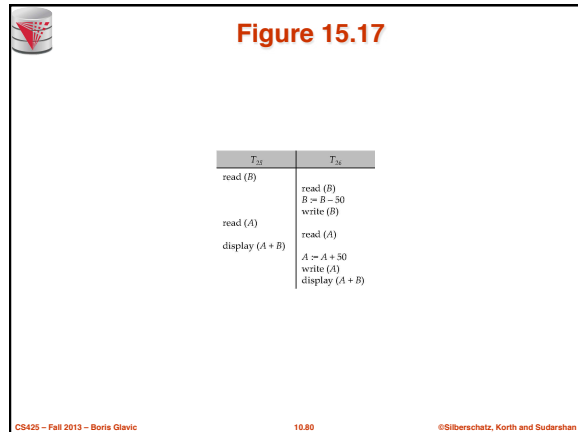 Figure 15.17
T25 T26
read (B)
read (B)
B := B – 50
write (B)
read (A)
read (A)
display (A + B)
A := A + 50
write (A)
display (A + B)
CS425 – Fall 2013 – Boris Glavic 10.80 ©Silberschatz, Korth and Sudarshan